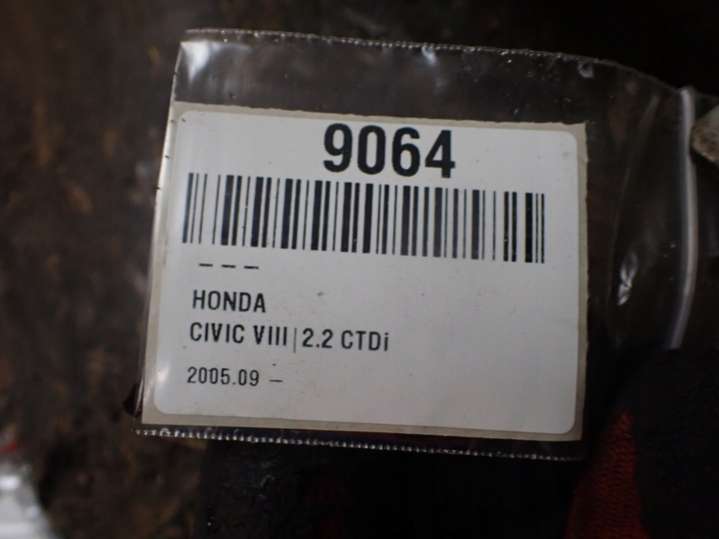 9064
---
HONDA
CIVIC VIII | 2.2 CTDi
2005.09 –